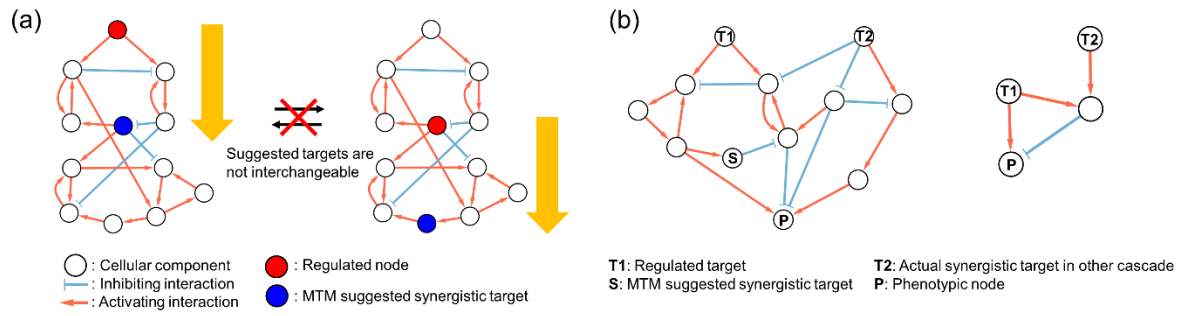 (a)
Suggested targets are
not interchangeable
: Cellular component
: Inhibiting interaction
: Activating interaction
: Regulated node
: MTM suggested synergistic target
(b)
T1
T2
S
P
T2
T1
P
T1: Regulated target
S: MTM suggested synergistic target
T2: Actual synergistic target in other cascade
P: Phenotypic node